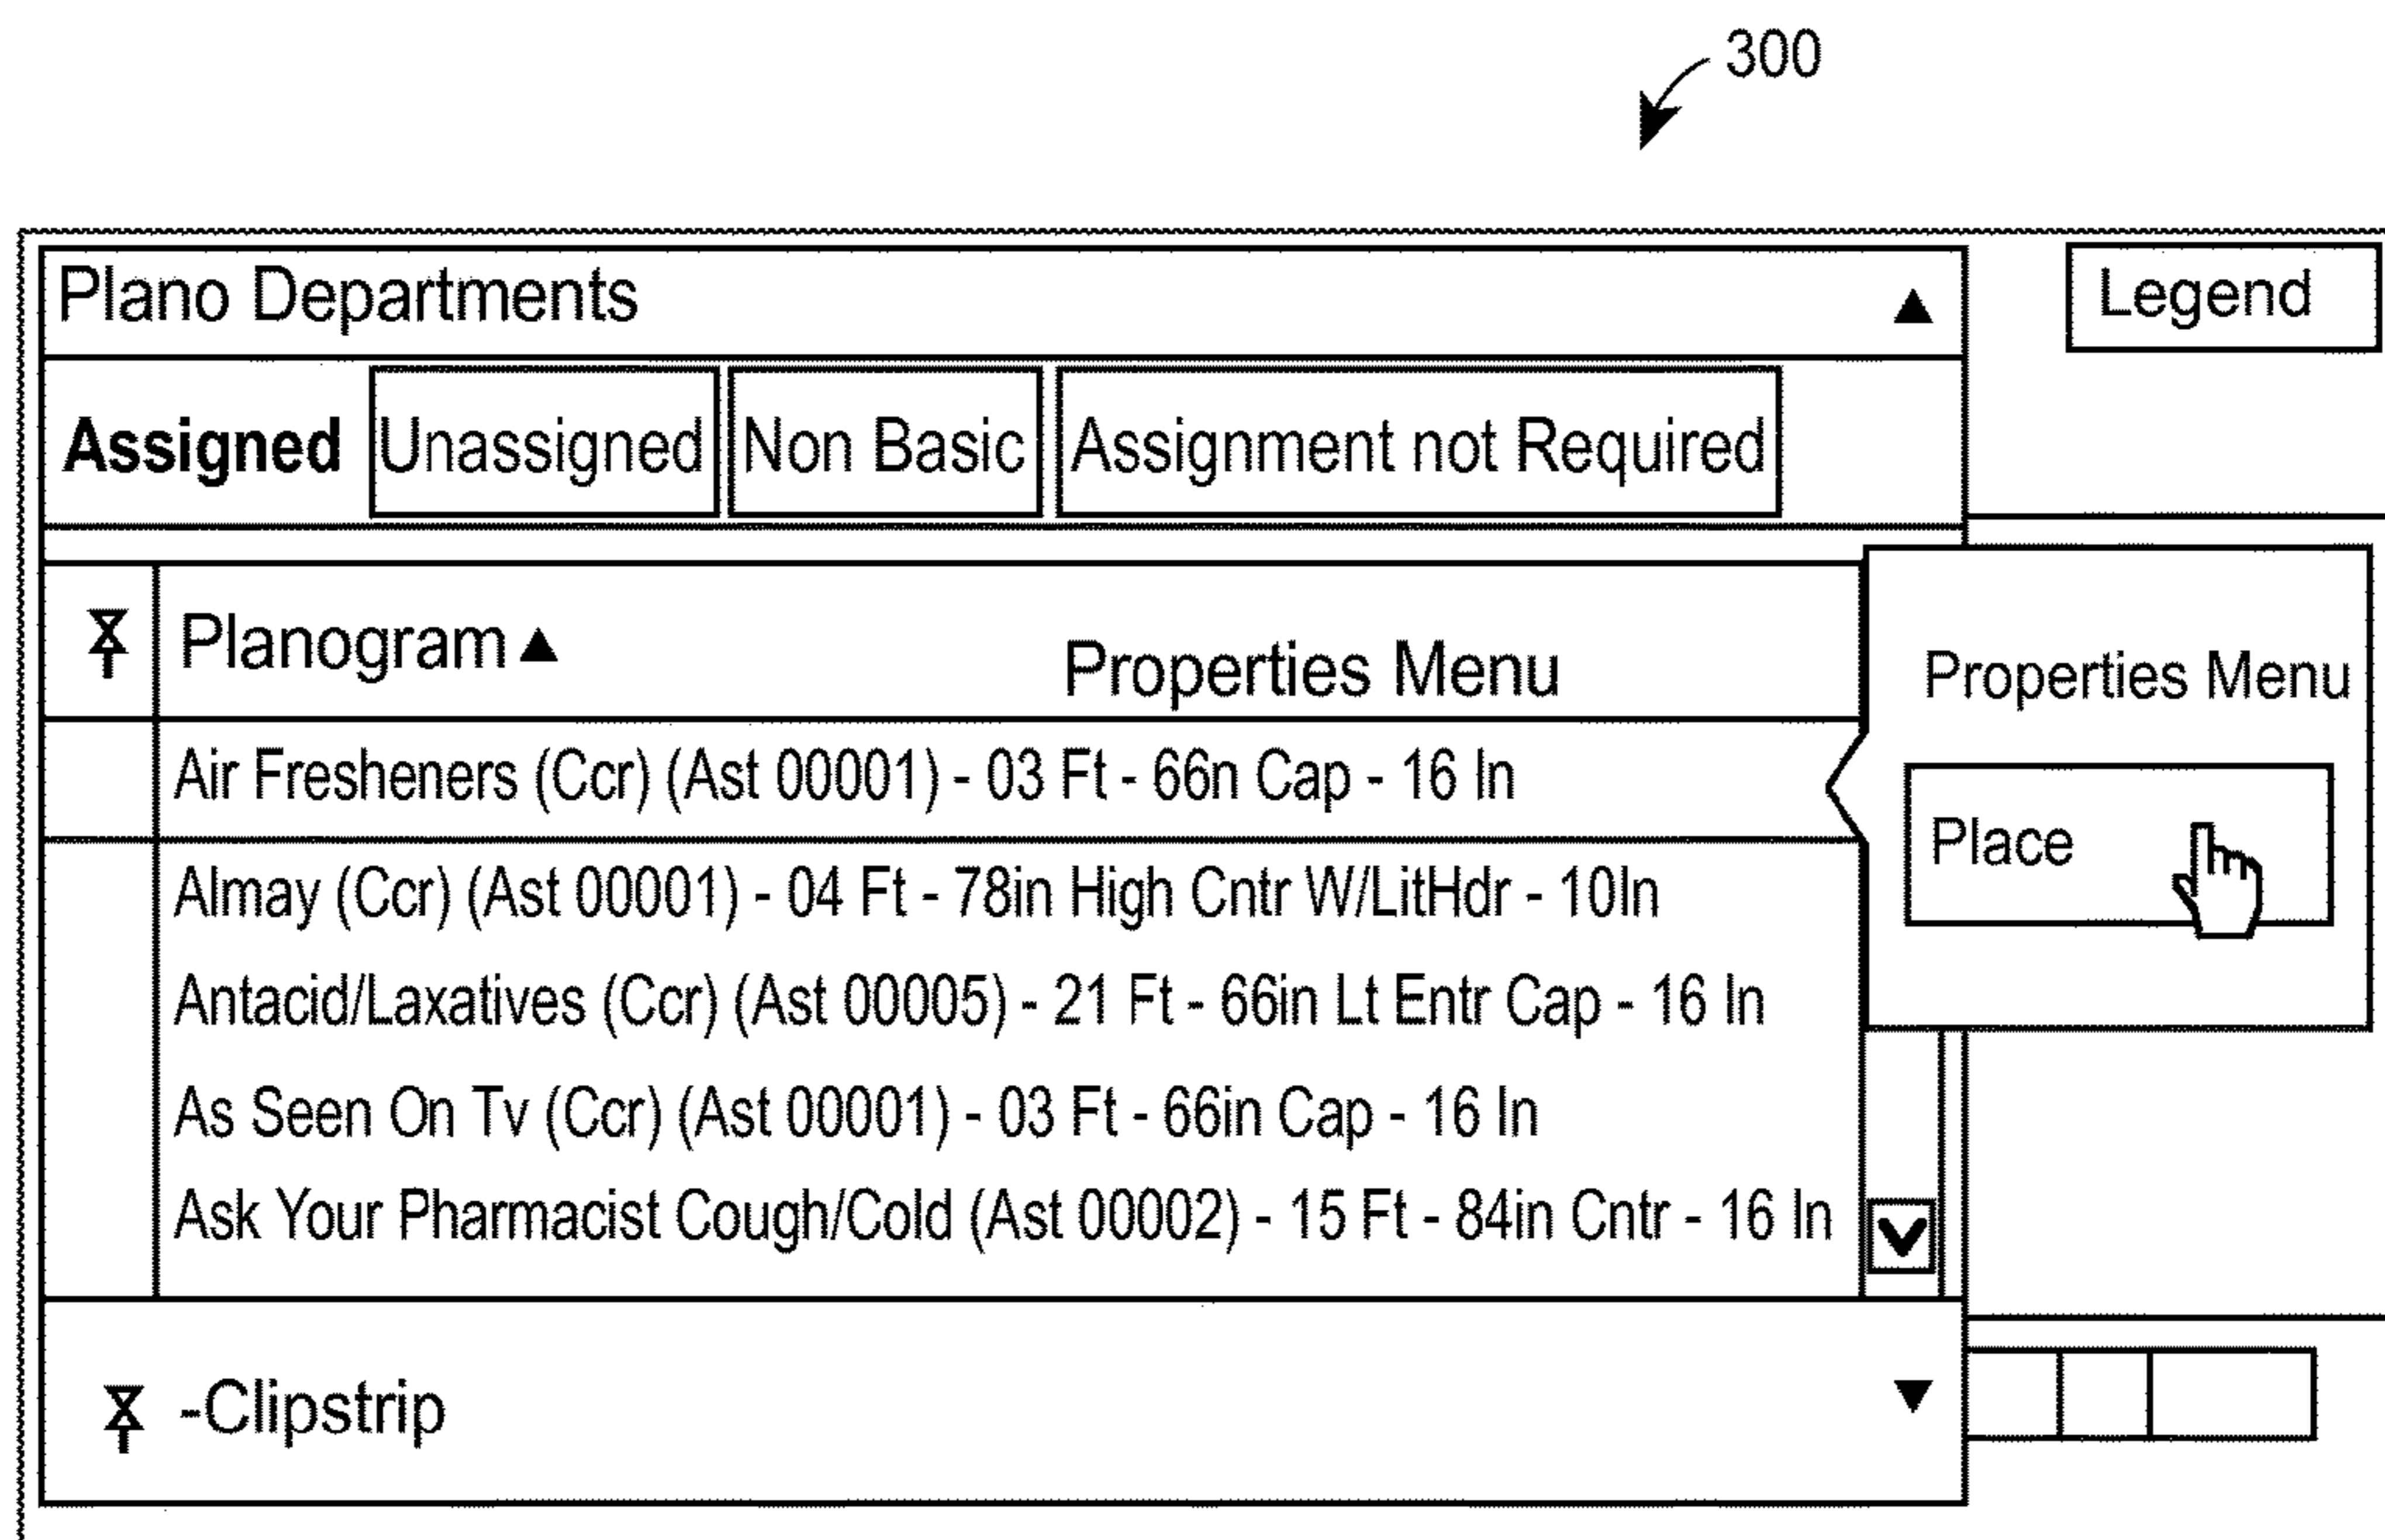 300
Plano Departments
Legend
Assigned Unassigned Non Basic Assignment not Required
Planogram Properties Menu
Properties Menu
Air Fresheners (Ccr) (Ast 00001) - 03 Ft - 66n Cap - 16 In
Place
Almay (Ccr) (Ast 00001) - 04 Ft - 78in High Cntr W/LitHdr - 10In
Antacid/Laxatives (Ccr) (Ast 00005) - 21 Ft - 66in Lt Entr Cap - 16 In
As Seen On Tv (Ccr) (Ast 00001) - 03 Ft - 66in Cap - 16 In
Ask Your Pharmacist Cough/Cold (Ast 00002) - 15 Ft - 84in Cntr - 16 In
-Clipstrip